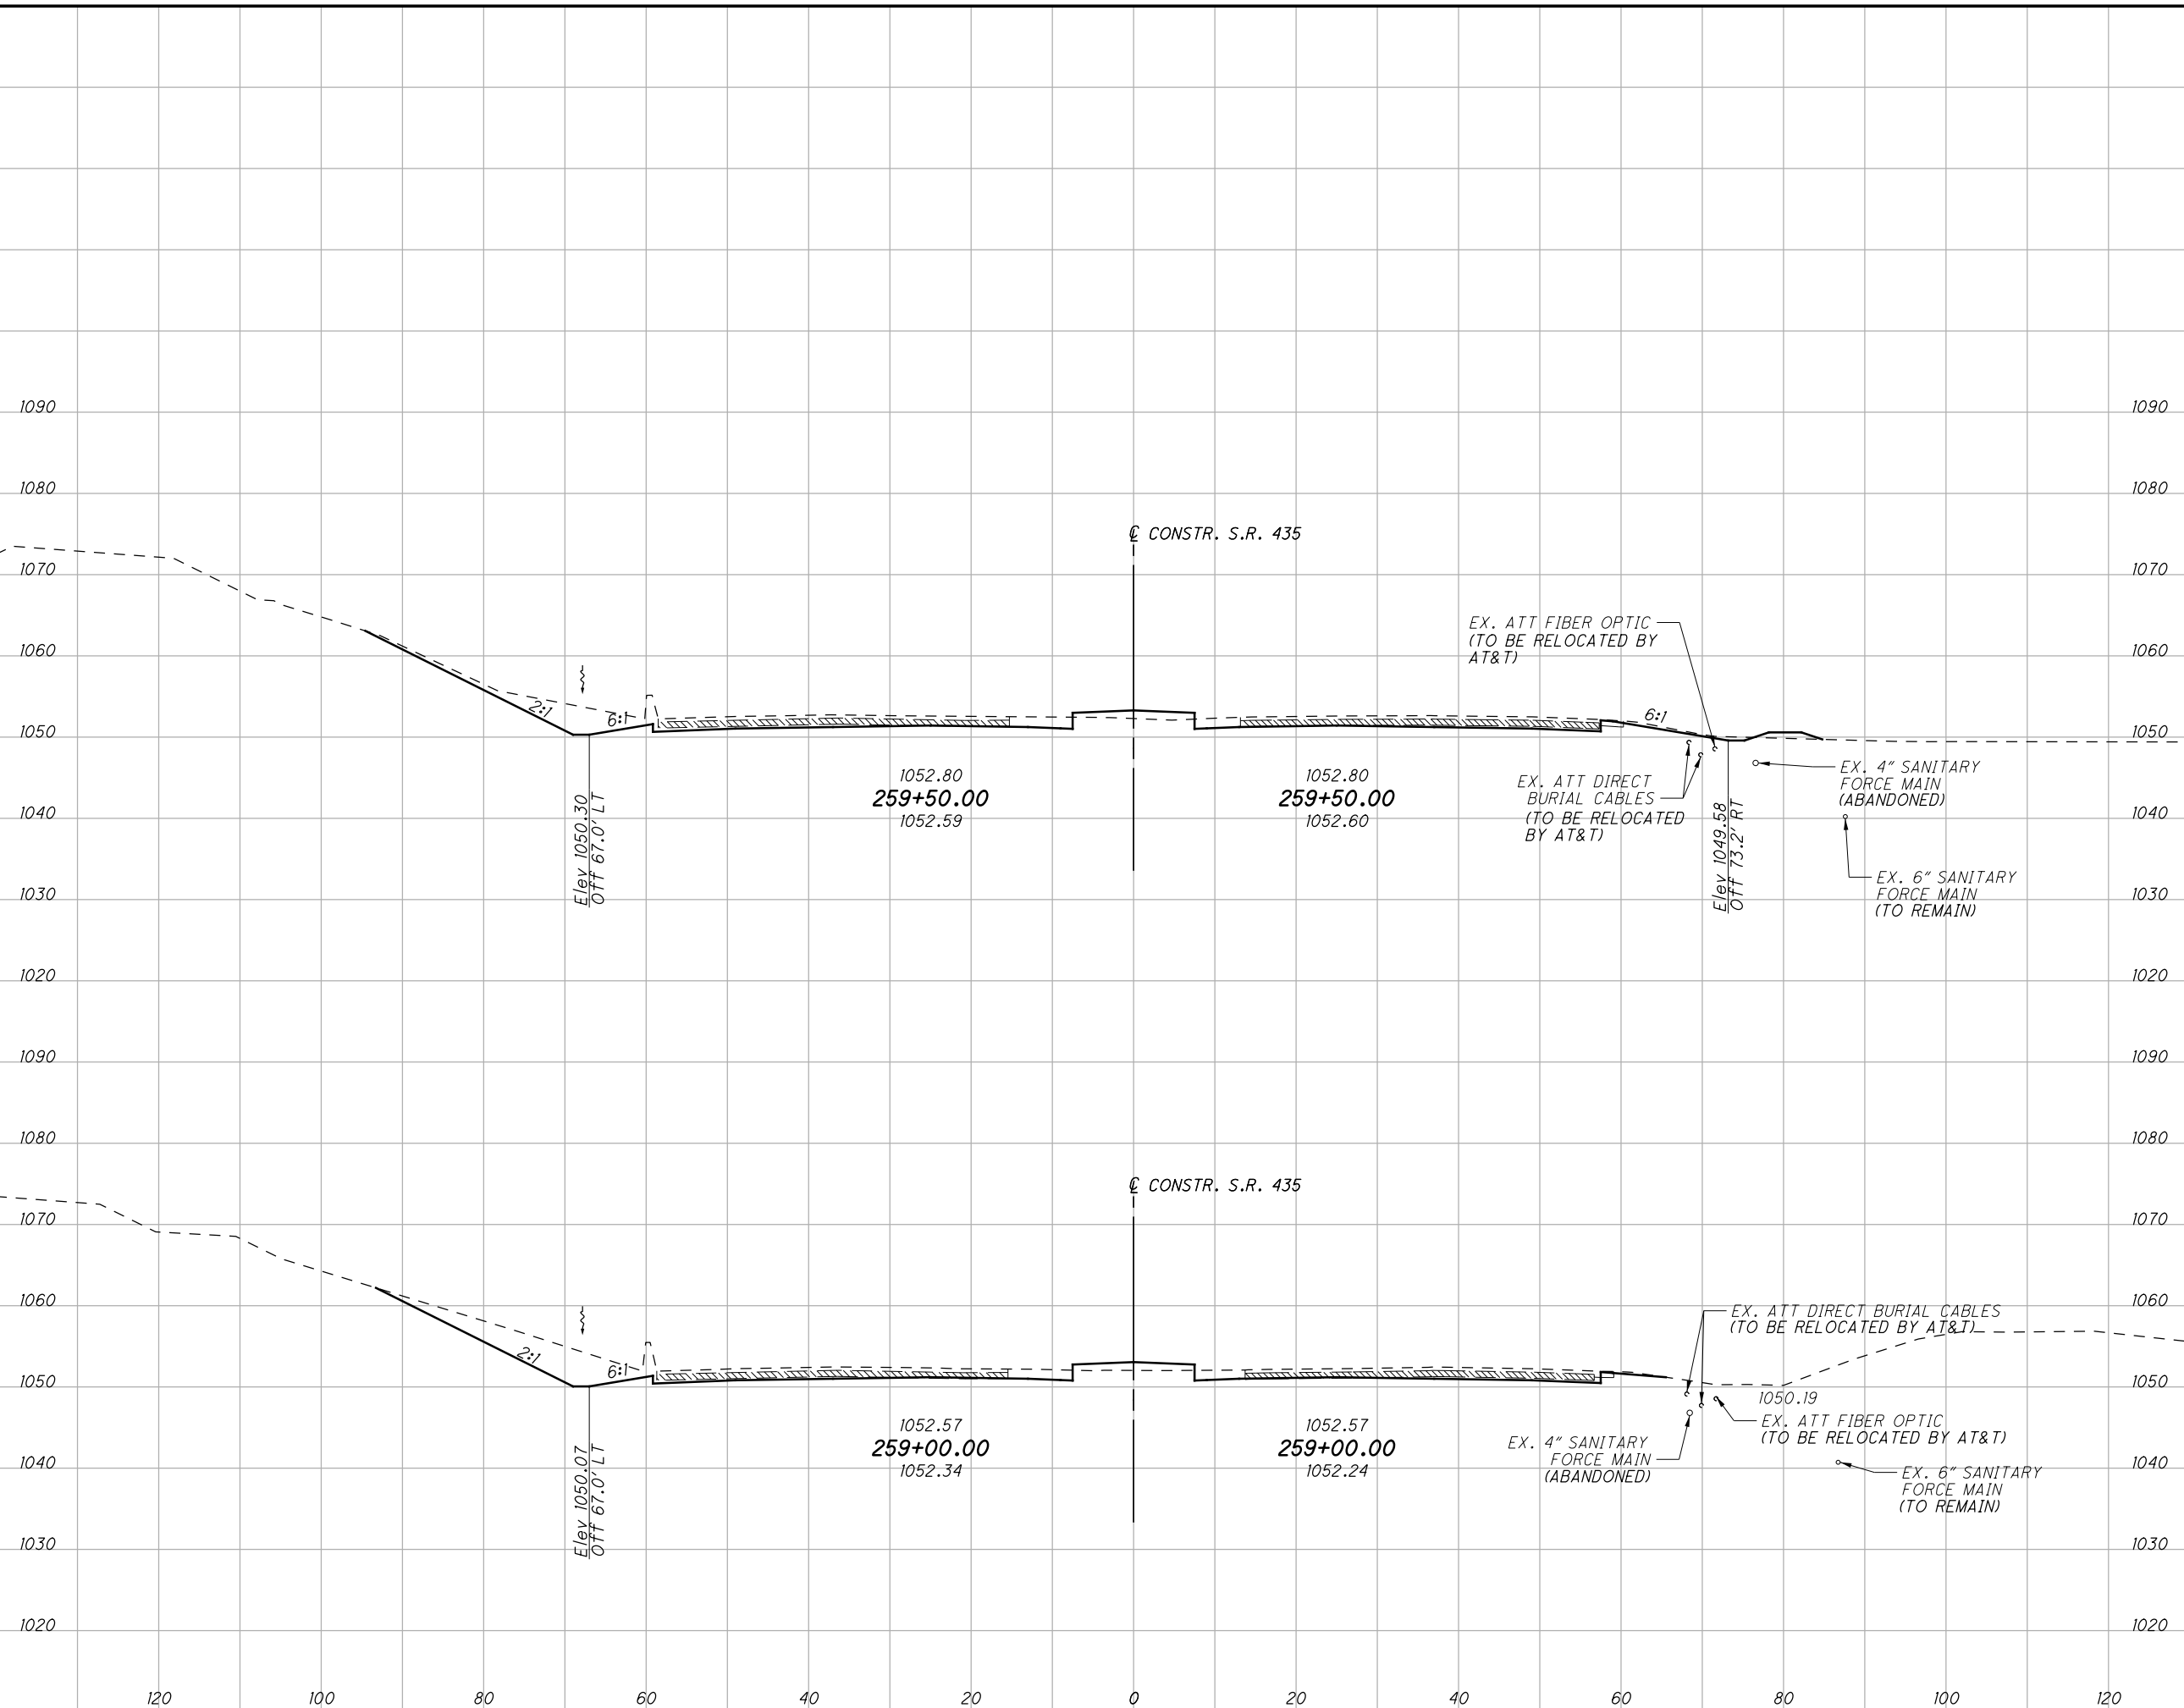 1090 1090
1080 1080
℄ CONSTR. S.R. 435
1070 1070
EX. ATT FIBER OPTIC
(TO BE RELOCATED BY
AT&T)
1060 1060
2:1
6:1
6:1
1050 1050
1052.80
259+50.00
1052.59
1052.80
259+50.00
1052.60
EX. ATT DIRECT
BURIAL CABLES
(TO BE RELOCATED
BY AT&T)
EX. 4" SANITARY
FORCE MAIN
(ABANDONED)
1040 1040
Elev 1050.30
Off 67.0' LT
Elev 1049.58
Off 73.2' RT
EX. 6" SANITARY
FORCE MAIN
(TO REMAIN)
1030 1030
1020 1020
1090 1090
1080 1080
℄ CONSTR. S.R. 435
1070 1070
1060 1060
EX. ATT DIRECT BURIAL CABLES
(TO BE RELOCATED BY AT&T)
2:1
6:1
1050 1050
1050.19
EX. ATT FIBER OPTIC
(TO BE RELOCATED BY AT&T)
1052.57
259+00.00
1052.34
1052.57
259+00.00
1052.24
EX. 4" SANITARY
FORCE MAIN
(ABANDONED)
1040 1040
EX. 6" SANITARY
FORCE MAIN
(TO REMAIN)
Elev 1050.07
Off 67.0' LT
1030 1030
1020 1020
120 100 80 60 40 20 0 20 40 60 80 100 120